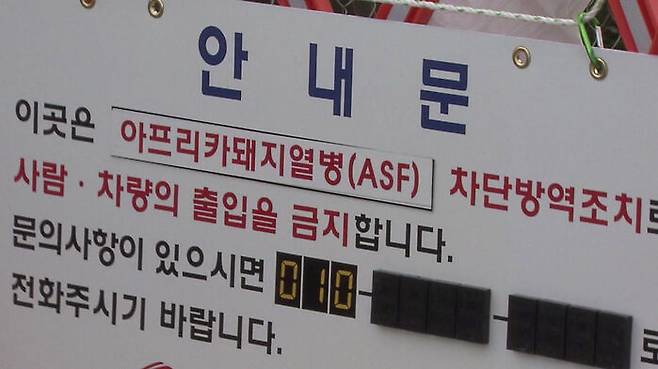 안내문
이곳은 아프리카돼지열병(ASF) 차단방역조치로
사람·차량의 출입을 금지합니다.
문의사항이 있으시면 010- - 로
전화주시기 바랍니다.